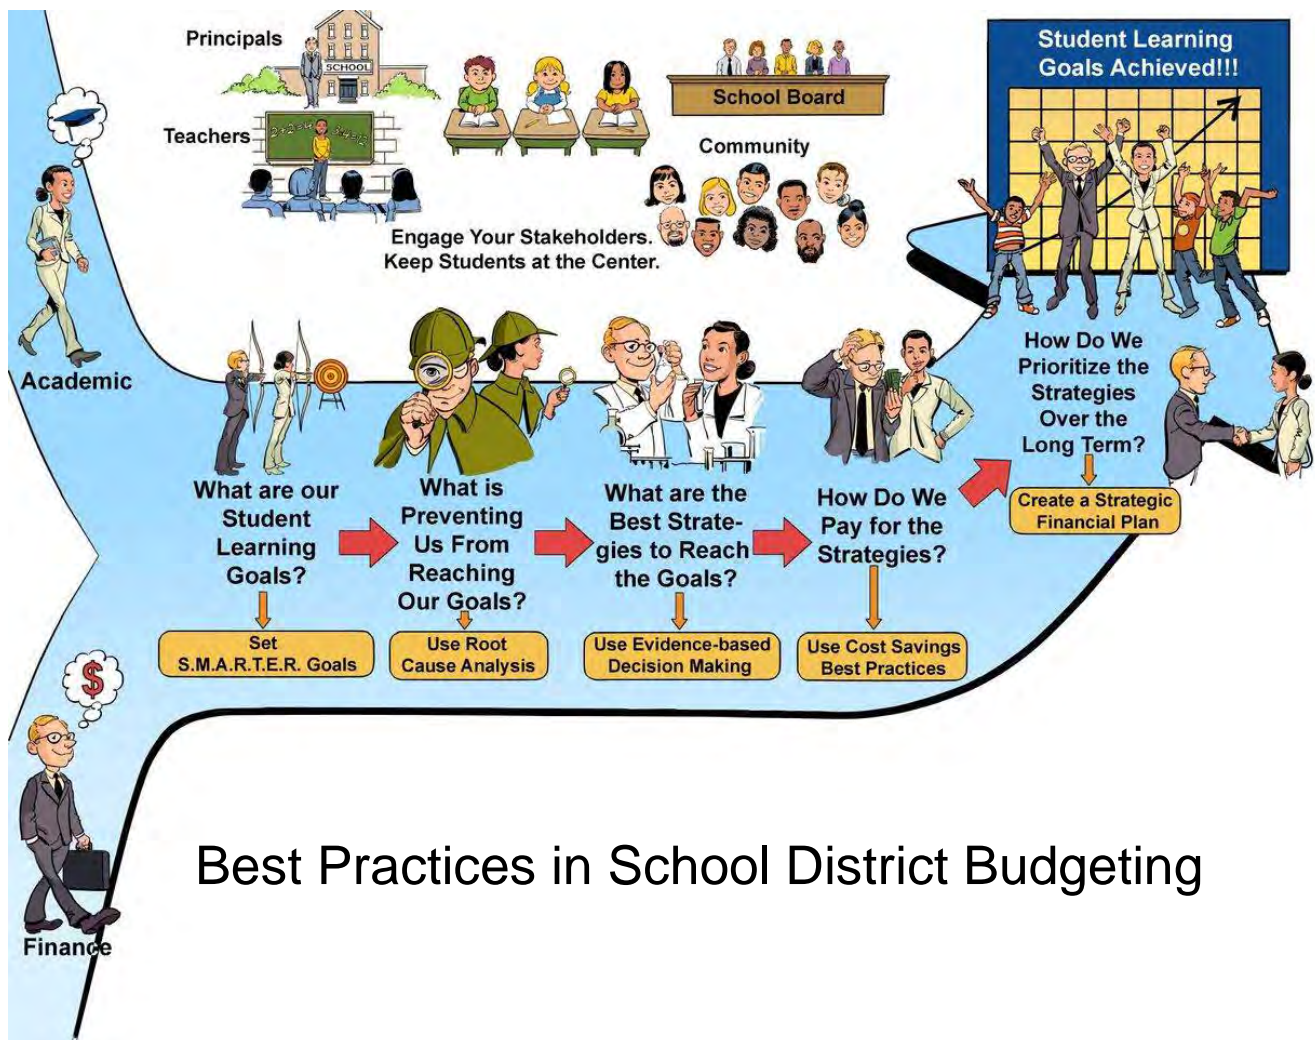 Principals
SCHOOL
Teachers
2+2=4
School Board
Community
Engage Your Stakeholders.
Keep Students at the Center.
Student Learning
Goals Achieved!!!
Academic
What are our
Student
Learning
Goals?
Set
S.M.A.R.T.E.R. Goals
What is
Preventing
Us From
Reaching
Our Goals?
Use Root
Cause Analysis
What are the
Best Strate-
gies to Reach
the Goals?
Use Evidence-based
Decision Making
How Do We
Pay for the
Strategies?
Use Cost Savings
Best Practices
How Do We
Prioritize the
Strategies
Over the
Long Term?
Create a Strategic
Financial Plan
$
Finance
Best Practices in School District Budgeting